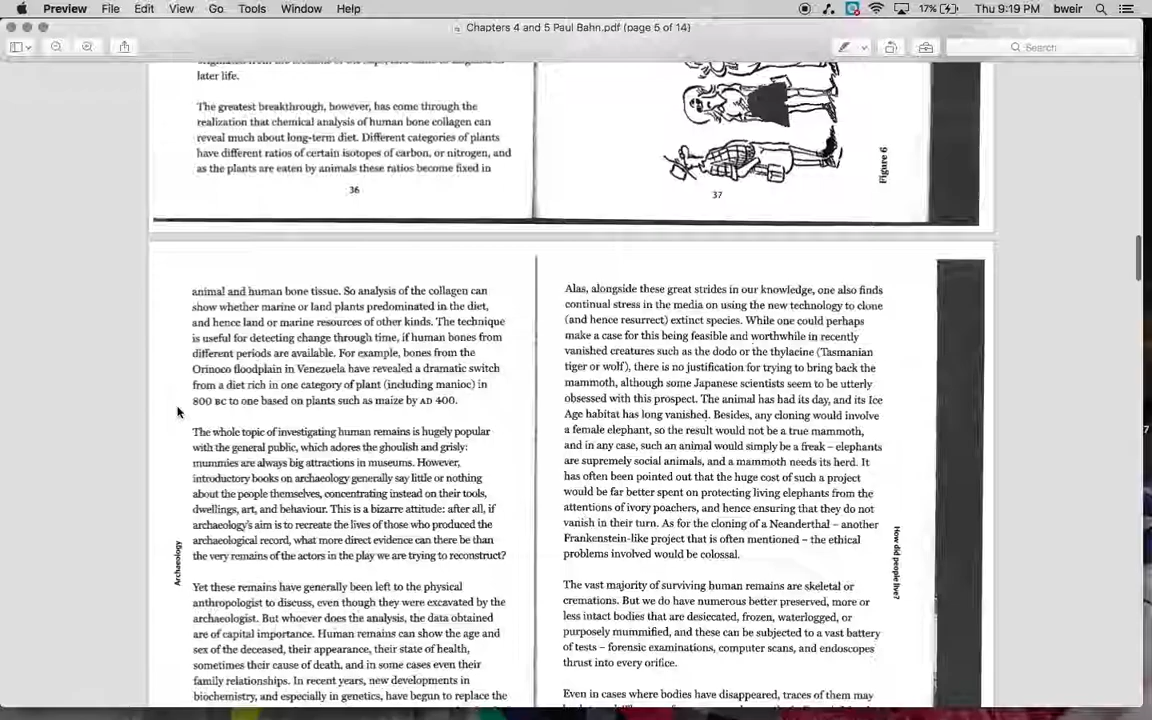 Preview File Edit View Go Tools Window Help 17% Thu 9:19 PM bweir
Chapters 4 and 5 Paul Bahn.pdf (page 5 of 14)
Search
later life.
The greatest breakthrough, however, has come through the
realization that chemical analysis of human bone collagen can
reveal much about long-term diet. Different categories of plants
have different ratios of certain isotopes of carbon, or nitrogen, and
as the plants are eaten by animals these ratios become fixed in
36
Figure 6
37
animal and human bone tissue. So analysis of the collagen can
show whether marine or land plants predominated in the diet,
and hence land or marine resources of other kinds. The technique
is useful for detecting change through time, if human bones from
different periods are available. For example, bones from the
Orinoco floodplain in Venezuela have revealed a dramatic switch
from a diet rich in one category of plant (including manioc) in
800 BC to one based on plants such as maize by AD 400.
The whole topic of investigating human remains is hugely popular
with the general public, which adores the ghoulish and grisly:
mummies are always big attractions in museums. However,
introductory books on archaeology generally say little or nothing
about the people themselves, concentrating instead on their tools,
dwellings, art, and behaviour. This is a bizarre attitude: after all, if
archaeology's aim is to recreate the lives of those who produced the
archaeological record, what more direct evidence can there be than
the very remains of the actors in the play we are trying to reconstruct?
Archaeology
Yet these remains have generally been left to the physical
anthropologist to discuss, even though they were excavated by the
archaeologist. But whoever does the analysis, the data obtained
are of capital importance. Human remains can show the age and
sex of the deceased, their appearance, their state of health,
sometimes their cause of death, and in some cases even their
family relationships. In recent years, new developments in
biochemistry, and especially in genetics, have begun to replace the
Alas, alongside these great strides in our knowledge, one also finds
continual stress in the media on using the new technology to clone
(and hence resurrect) extinct species. While one could perhaps
make a case for this being feasible and worthwhile in recently
vanished creatures such as the dodo or the thylacine (Tasmanian
tiger or wolf), there is no justification for trying to bring back the
mammoth, although some Japanese scientists seem to be utterly
obsessed with this prospect. The animal has had its day, and its Ice
Age habitat has long vanished. Besides, any cloning would involve
a female elephant, so the result would not be a true mammoth,
and in any case, such an animal would simply be a freak – elephants
are supremely social animals, and a mammoth needs its herd. It
has often been pointed out that the huge cost of such a project
would be far better spent on protecting living elephants from the
attentions of ivory poachers, and hence ensuring that they do not
vanish in their turn. As for the cloning of a Neanderthal – another
Frankenstein-like project that is often mentioned – the ethical
problems involved would be colossal.
How did people live?
The vast majority of surviving human remains are skeletal or
cremations. But we do have numerous better preserved, more or
less intact bodies that are desiccated, frozen, waterlogged, or
purposely mummified, and these can be subjected to a vast battery
of tests – forensic examinations, computer scans, and endoscopes
thrust into every orifice.
Even in cases where bodies have disappeared, traces of them may